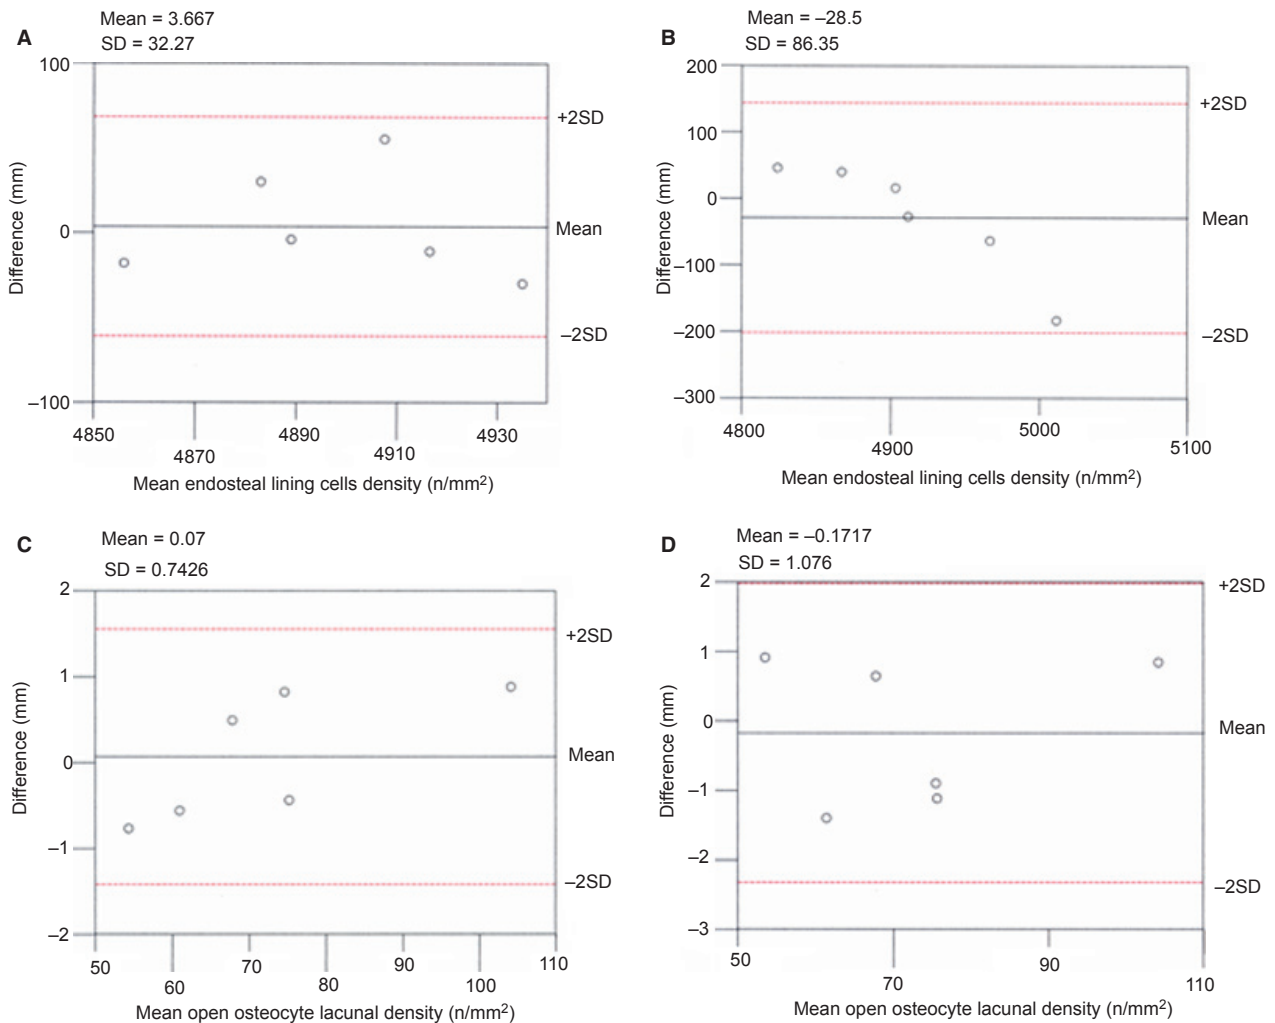 A
Mean = 3.667
SD = 32.27
100
0
–100
Difference (mm)
+2SD
Mean
–2SD
4850
4870
4890
4910
4930
Mean endosteal lining cells density (n/mm²)
B
Mean = –28.5
SD = 86.35
200
100
0
–100
–200
–300
Difference (mm)
+2SD
Mean
–2SD
4800
4900
5000
5100
Mean endosteal lining cells density (n/mm²)
C
Mean = 0.07
SD = 0.7426
2
1
0
–1
–2
Difference (mm)
+2SD
Mean
–2SD
50
60
70
80
90
100
110
Mean open osteocyte lacunal density (n/mm²)
D
Mean = –0.1717
SD = 1.076
2
1
0
–1
–2
–3
Difference (mm)
+2SD
Mean
–2SD
50
70
90
110
Mean open osteocyte lacunal density (n/mm²)